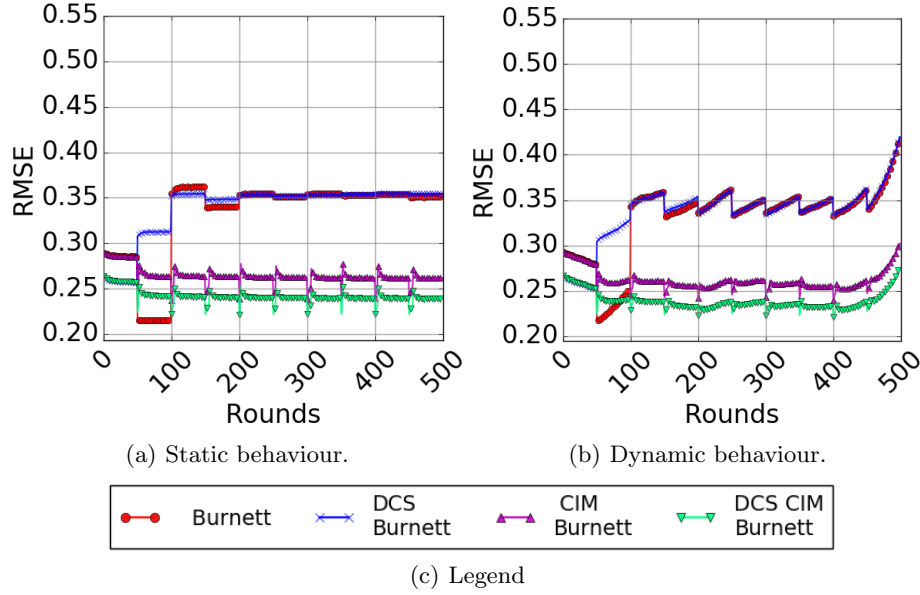 0.55
0.50
0.45
0.40
0.35
0.30
0.25
0.20
RMSE
0
100
200
300
400
500
Rounds
(a) Static behaviour.
0.55
0.50
0.45
0.40
0.35
0.30
0.25
0.20
RMSE
0
100
200
300
400
500
Rounds
(b) Dynamic behaviour.
Burnett
DCS
Burnett
CIM
Burnett
DCS CIM
Burnett
(c) Legend